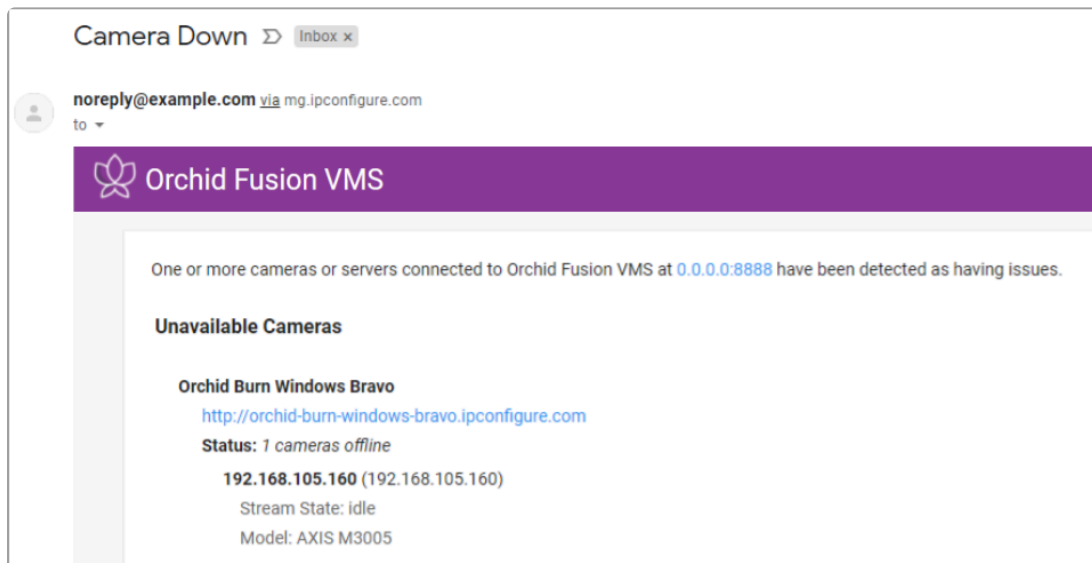 Camera Down Inbox x
noreply@example.com via mg.ipconfigure.com
to
Orchid Fusion VMS
One or more cameras or servers connected to Orchid Fusion VMS at 0.0.0.0:8888 have been detected as having issues.
Unavailable Cameras
Orchid Burn Windows Bravo
http://orchid-burn-windows-bravo.ipconfigure.com
Status: 1 cameras offline
192.168.105.160 (192.168.105.160)
Stream State: idle
Model: AXIS M3005